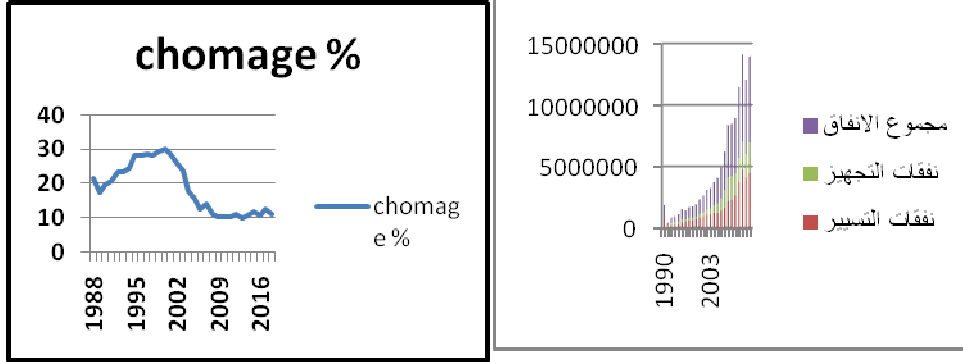 chomage %
40
30
20
10
0
1988
1995
2002
2009
2016
chomag
e %
15000000
10000000
5000000
0
1990
2003
مجموع الانفاق
نفقات التجهيز
نفقات التسيير